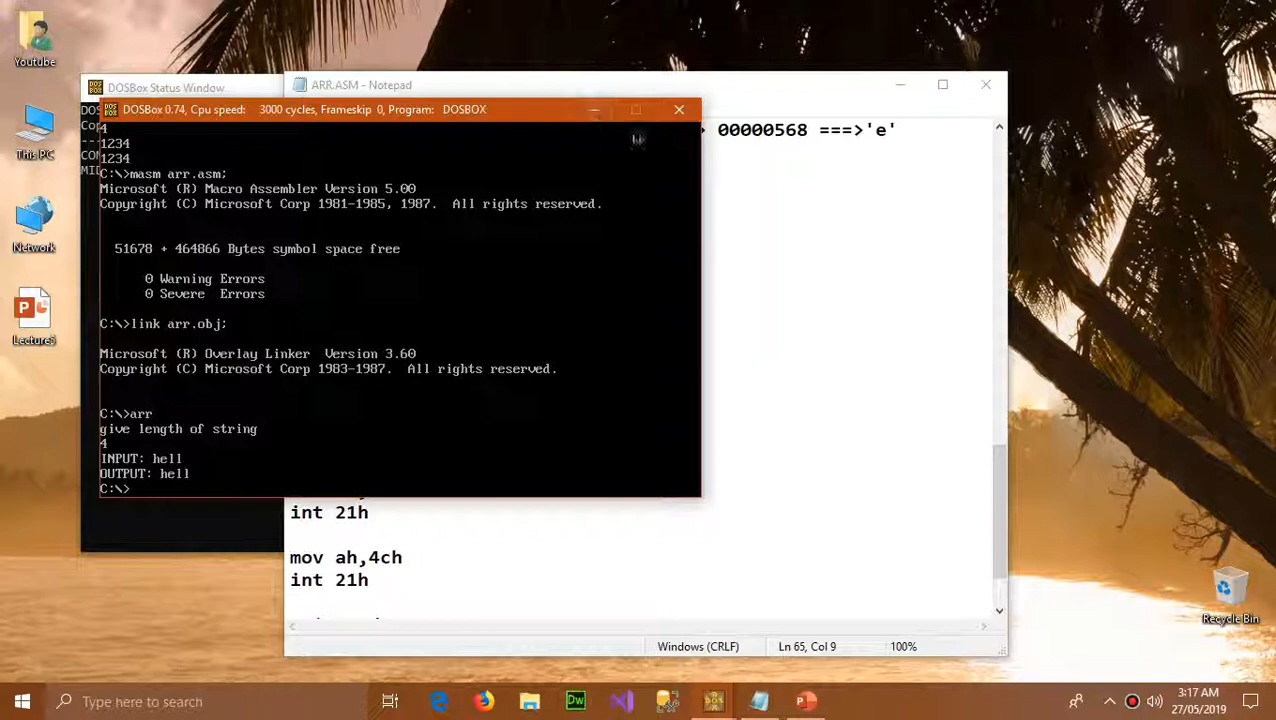 Youtube
This PC
Network
Lecture5
Recycle Bin
DOSBox Status Window
ARR.ASM - Notepad
DOSBox 0.74, Cpu speed: 3000 cycles, Frameskip 0, Program: DOSBOX
00000568 ===>'e'
4
1234
1234
C:\>masm arr.asm;
Microsoft (R) Macro Assembler Version 5.00
Copyright (C) Microsoft Corp 1981-1985, 1987. All rights reserved.
51678 + 464866 Bytes symbol space free
0 Warning Errors
0 Severe Errors
C:\>link arr.obj;
Microsoft (R) Overlay Linker Version 3.60
Copyright (C) Microsoft Corp 1983-1987. All rights reserved.
C:\>arr
give length of string
4
INPUT: hell
OUTPUT: hell
C:\>
int 21h
mov ah,4ch
int 21h
Windows (CRLF)
Ln 65, Col 9
100%
Type here to search
Dw
3:17 AM
27/05/2019